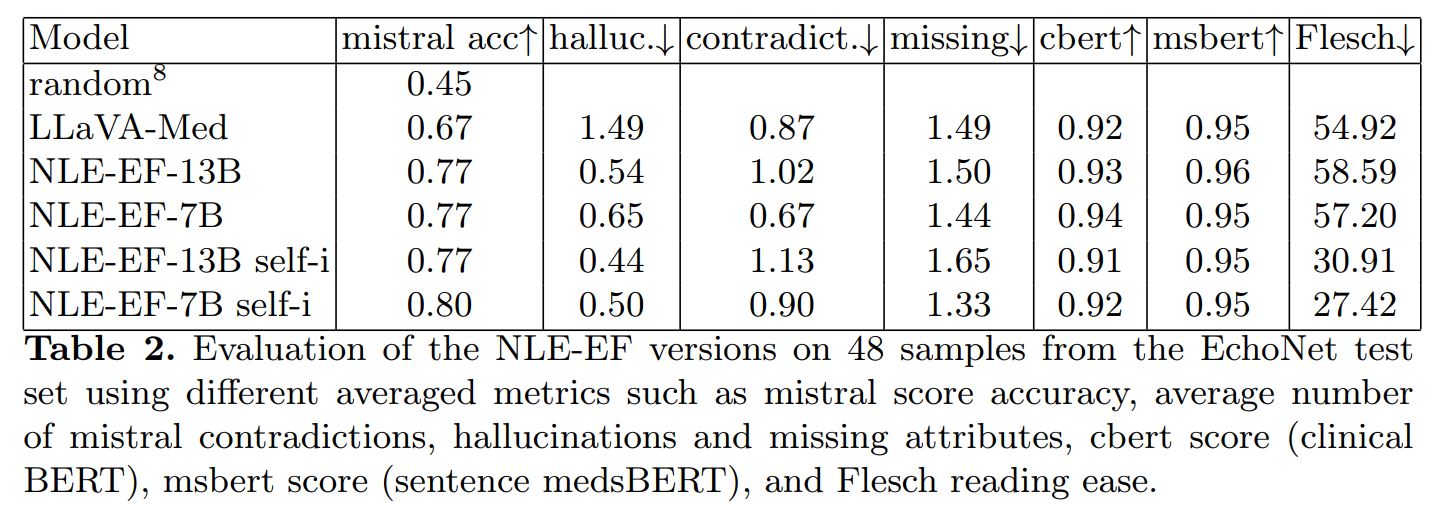 Model mistral acc↑ halluc.↓ contradict.↓ missing↓ cbert↑ msbert↑ Flesch↓
random⁸ 0.45
LLaVA-Med 0.67 1.49 0.87 1.49 0.92 0.95 54.92
NLE-EF-13B 0.77 0.54 1.02 1.50 0.93 0.96 58.59
NLE-EF-7B 0.77 0.65 0.67 1.44 0.94 0.95 57.20
NLE-EF-13B self-i 0.77 0.44 1.13 1.65 0.91 0.95 30.91
NLE-EF-7B self-i 0.80 0.50 0.90 1.33 0.92 0.95 27.42
Table 2. Evaluation of the NLE-EF versions on 48 samples from the EchoNet test
set using different averaged metrics such as mistral score accuracy, average number
of mistral contradictions, hallucinations and missing attributes, cbert score (clinical
BERT), msbert score (sentence medsBERT), and Flesch reading ease.